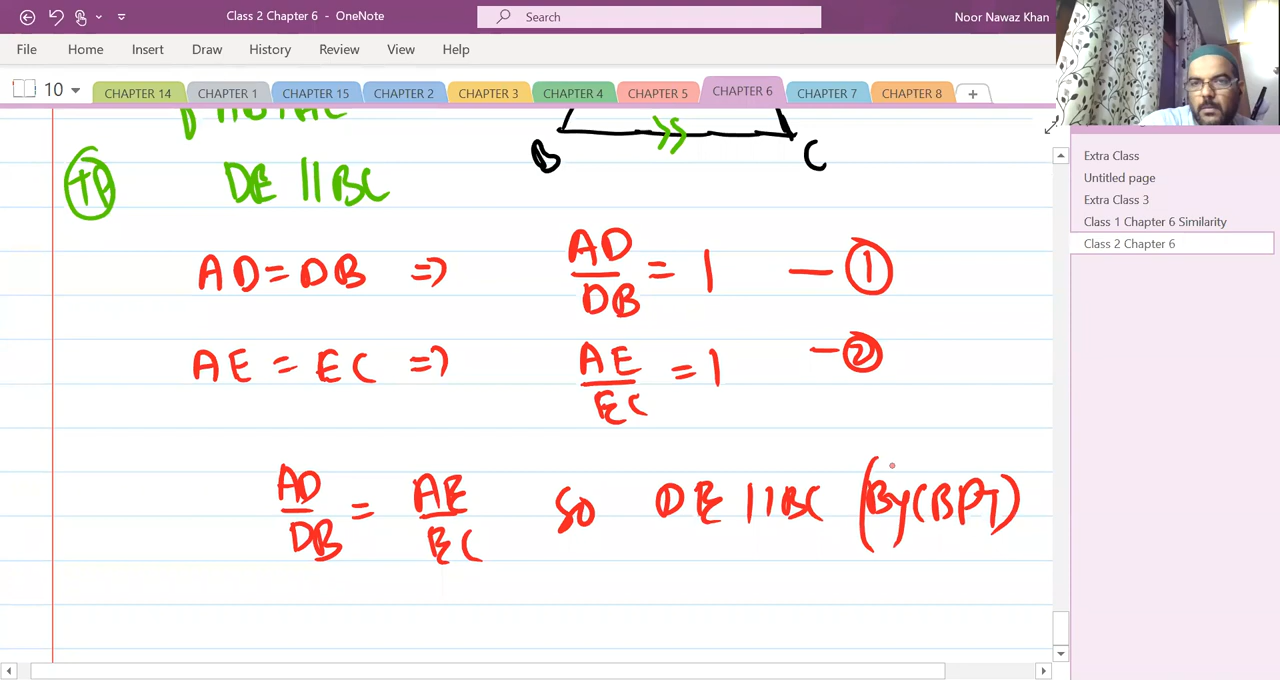 Class 2 Chapter 6 - OneNote
Search
Noor Nawaz Khan
File Home Insert Draw History Review View Help
10 CHAPTER 14 CHAPTER 1 CHAPTER 15 CHAPTER 2 CHAPTER 3 CHAPTER 4 CHAPTER 5 CHAPTER 6 CHAPTER 7 CHAPTER 8 +
B C
TP DE || BC
AD = DB => AD/DB = 1 — ①
AE = EC => AE/EC = 1 — ②
AD/DB = AE/EC So DE || BC (By CBPT)
Extra Class
Untitled page
Extra Class 3
Class 1 Chapter 6 Similarity
Class 2 Chapter 6